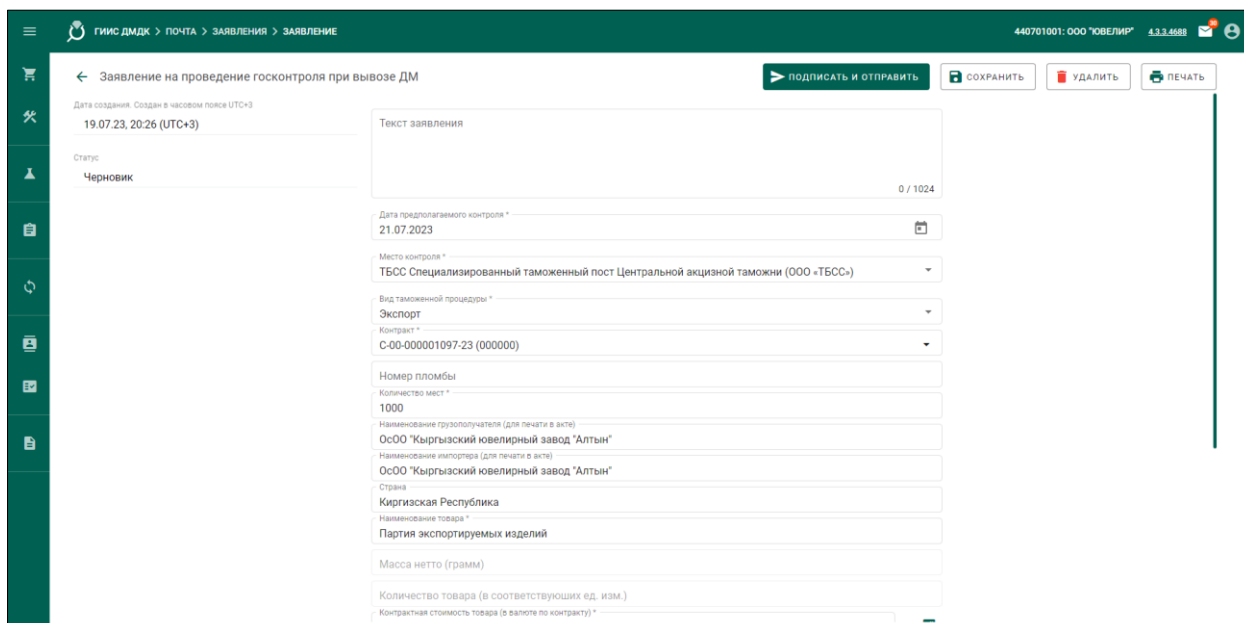 ГИИС ДМДК > ПОЧТА > ЗАЯВЛЕНИЯ > ЗАЯВЛЕНИЕ
440701001: ООО "ЮВЕЛИР" 4.3.3.4688 30
Заявление на проведение госконтроля при вывозе ДМ
ПОДПИСАТЬ И ОТПРАВИТЬ
СОХРАНИТЬ
УДАЛИТЬ
ПЕЧАТЬ
Дата создания. Создан в часовом поясе UTC+3
19.07.23, 20:26 (UTC+3)
Статус
Черновик
Текст заявления
0 / 1024
Дата предполагаемого контроля *
21.07.2023
Место контроля *
ТБСС Специализированный таможенный пост Центральной акцизной таможни (ООО «ТБСС»)
Вид таможенной процедуры *
Экспорт
Контракт *
С-00-000001097-23 (000000)
Номер пломбы
Количество мест *
1000
Наименование грузополучателя (для печати в акте)
ОсОО "Кыргызский ювелирный завод "Алтын"
Наименование импортера (для печати в акте)
ОсОО "Кыргызский ювелирный завод "Алтын"
Страна
Киргизская Республика
Наименование товара *
Партия экспортируемых изделий
Масса нетто (грамм)
Количество товара (в соответствуюших ед. изм.)
Контрактная стоимость товара (в валюте по контракту) *